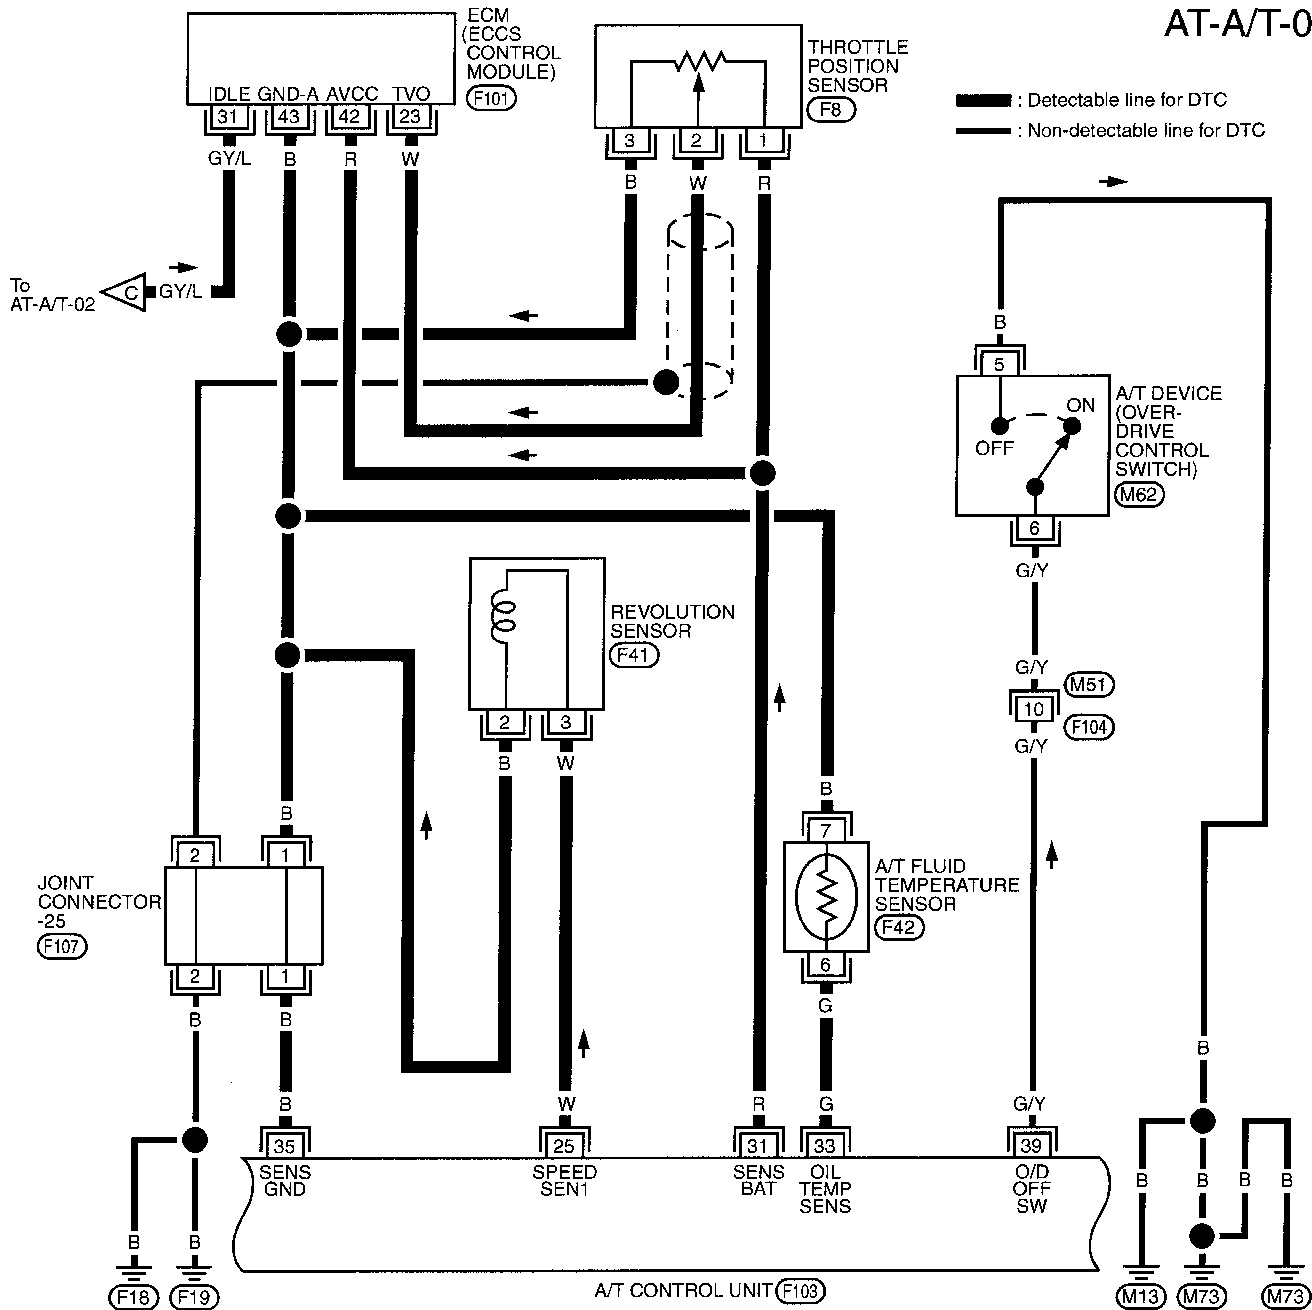 AT-A/T-0
ECM
(ECCS
CONTROL
MODULE)
F101
IDLE GND-A AVCC TVO
31 43 42 23
GY/L B R W
THROTTLE
POSITION
SENSOR
F8
3 2 1
B W R
: Detectable line for DTC
: Non-detectable line for DTC
To
AT-A/T-02
C GY/L
B
5
ON
OFF
6
A/T DEVICE
(OVER-
DRIVE
CONTROL
SWITCH)
M62
G/Y
G/Y
M51
10
F104
G/Y
REVOLUTION
SENSOR
F41
2 3
B W
B
2 1
JOINT
CONNECTOR
-25
F107
2 1
B B
B
7
A/T FLUID
TEMPERATURE
SENSOR
F42
6
G
B
B W R G G/Y
35 25 31 33 39
SENS
GND
SPEED
SEN1
SENS
BAT
OIL
TEMP
SENS
O/D
OFF
SW
B B B B
B B
F18 F19
A/T CONTROL UNIT F103
M13 M73 M73